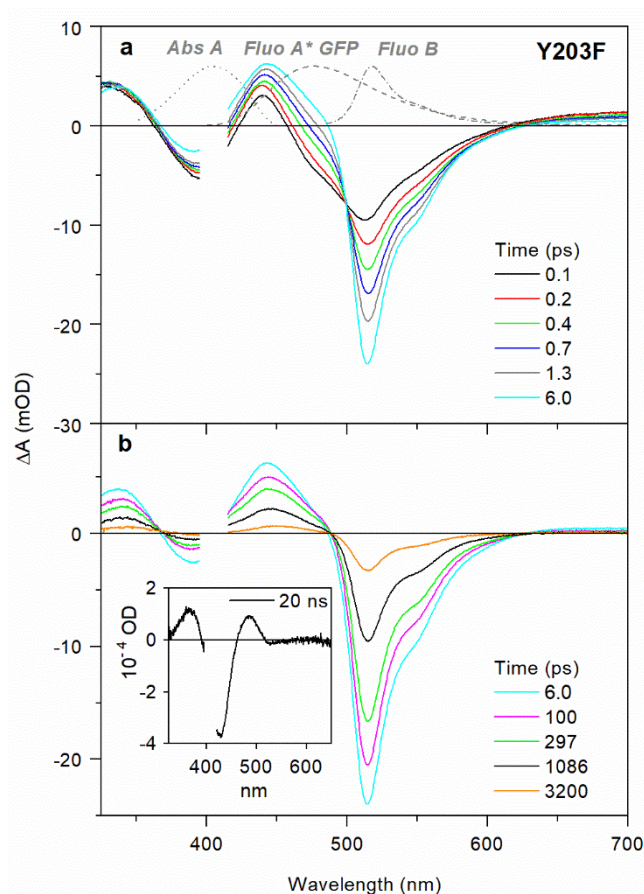 10
a
Abs A
Fluo A* GFP
Fluo B
Y203F
0
-10
-20
-30
Time (ps)
0.1
0.2
0.4
0.7
1.3
6.0
ΔA (mOD)
b
0
-10
-20
Time (ps)
6.0
100
297
1086
3200
20 ns
2
0
-2
-4
10⁻⁴ OD
400 500 600
nm
400 500 600 700
Wavelength (nm)